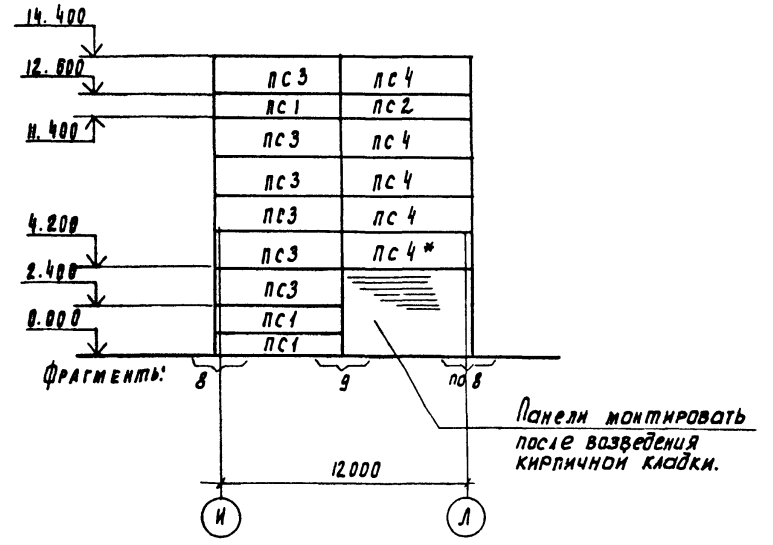 14.400
12.600
11.400
4.200
2.400
0.000
ПС3 ПС4
ПС1 ПС2
ПС3 ПС4
ПС3 ПС4
ПС3 ПС4
ПС3 ПС4*
ПС3
ПС1
ПС1
Фрагменты: 8 9 по 8
Панели монтировать
после возведения
кирпичной кладки.
12000
И Л